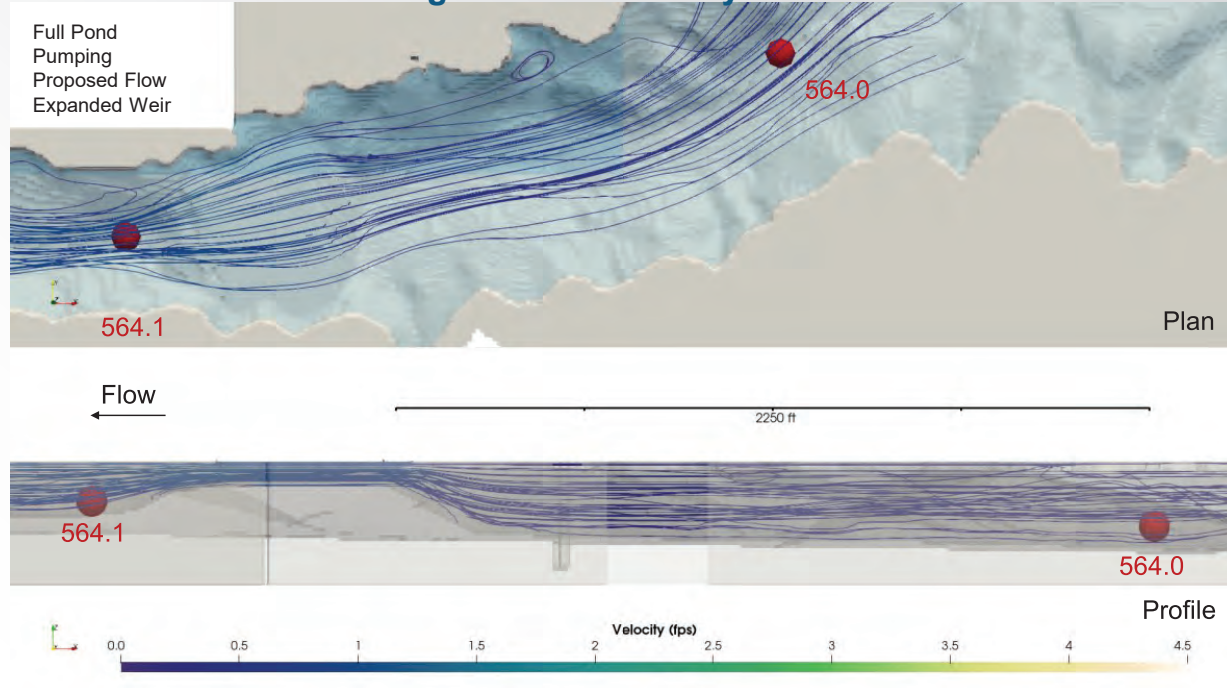 Full Pond
Pumping
Proposed Flow
Expanded Weir
564.0
564.1
Plan
Flow
2250 ft
564.1
564.0
Profile
Velocity (fps)
0.0 0.5 1 1.5 2 2.5 3 3.5 4 4.5